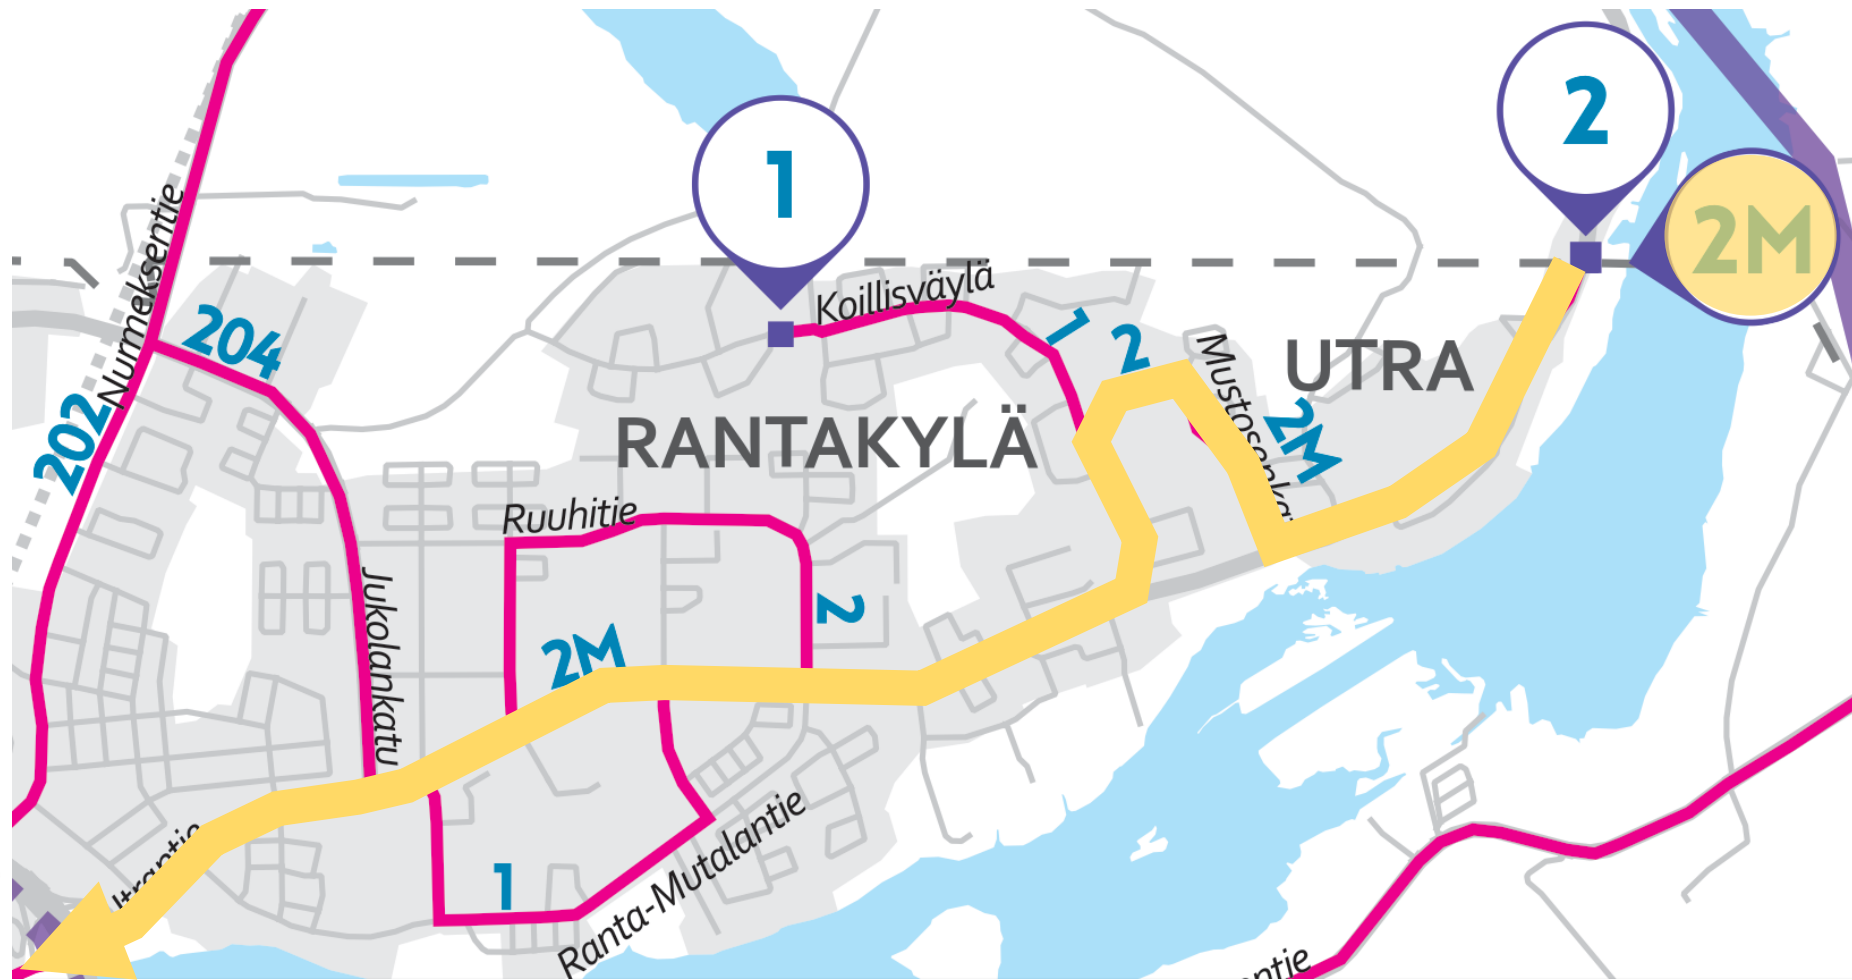 2
1
2M
Nurmeksentie
Koillisväylä
204
1
2
UTRA
202
RANTAKYLÄ
2M
Ruuhitie
Jukolankatu
2
2M
1
Ranta-Mutalantie